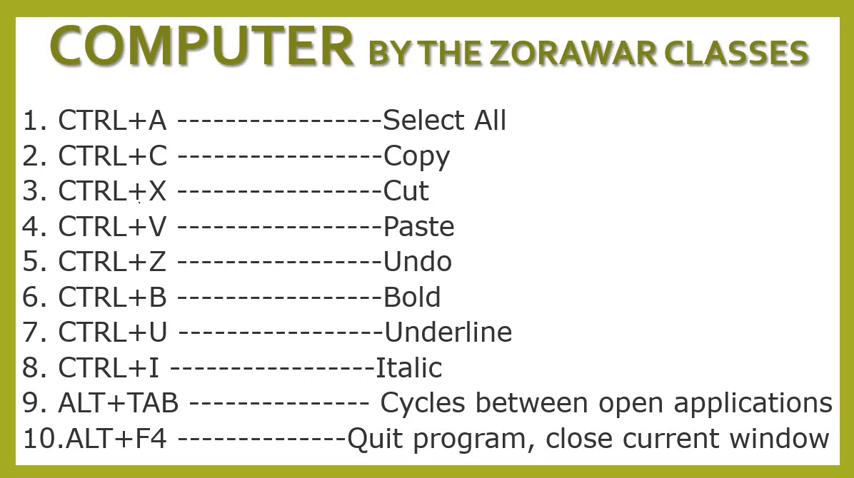 COMPUTER BY THE ZORAWAR CLASSES
1. CTRL+A -----------------Select All
2. CTRL+C -----------------Copy
3. CTRL+X -----------------Cut
4. CTRL+V -----------------Paste
5. CTRL+Z -----------------Undo
6. CTRL+B -----------------Bold
7. CTRL+U -----------------Underline
8. CTRL+I -----------------Italic
9. ALT+TAB --------------- Cycles between open applications
10.ALT+F4 --------------Quit program, close current window